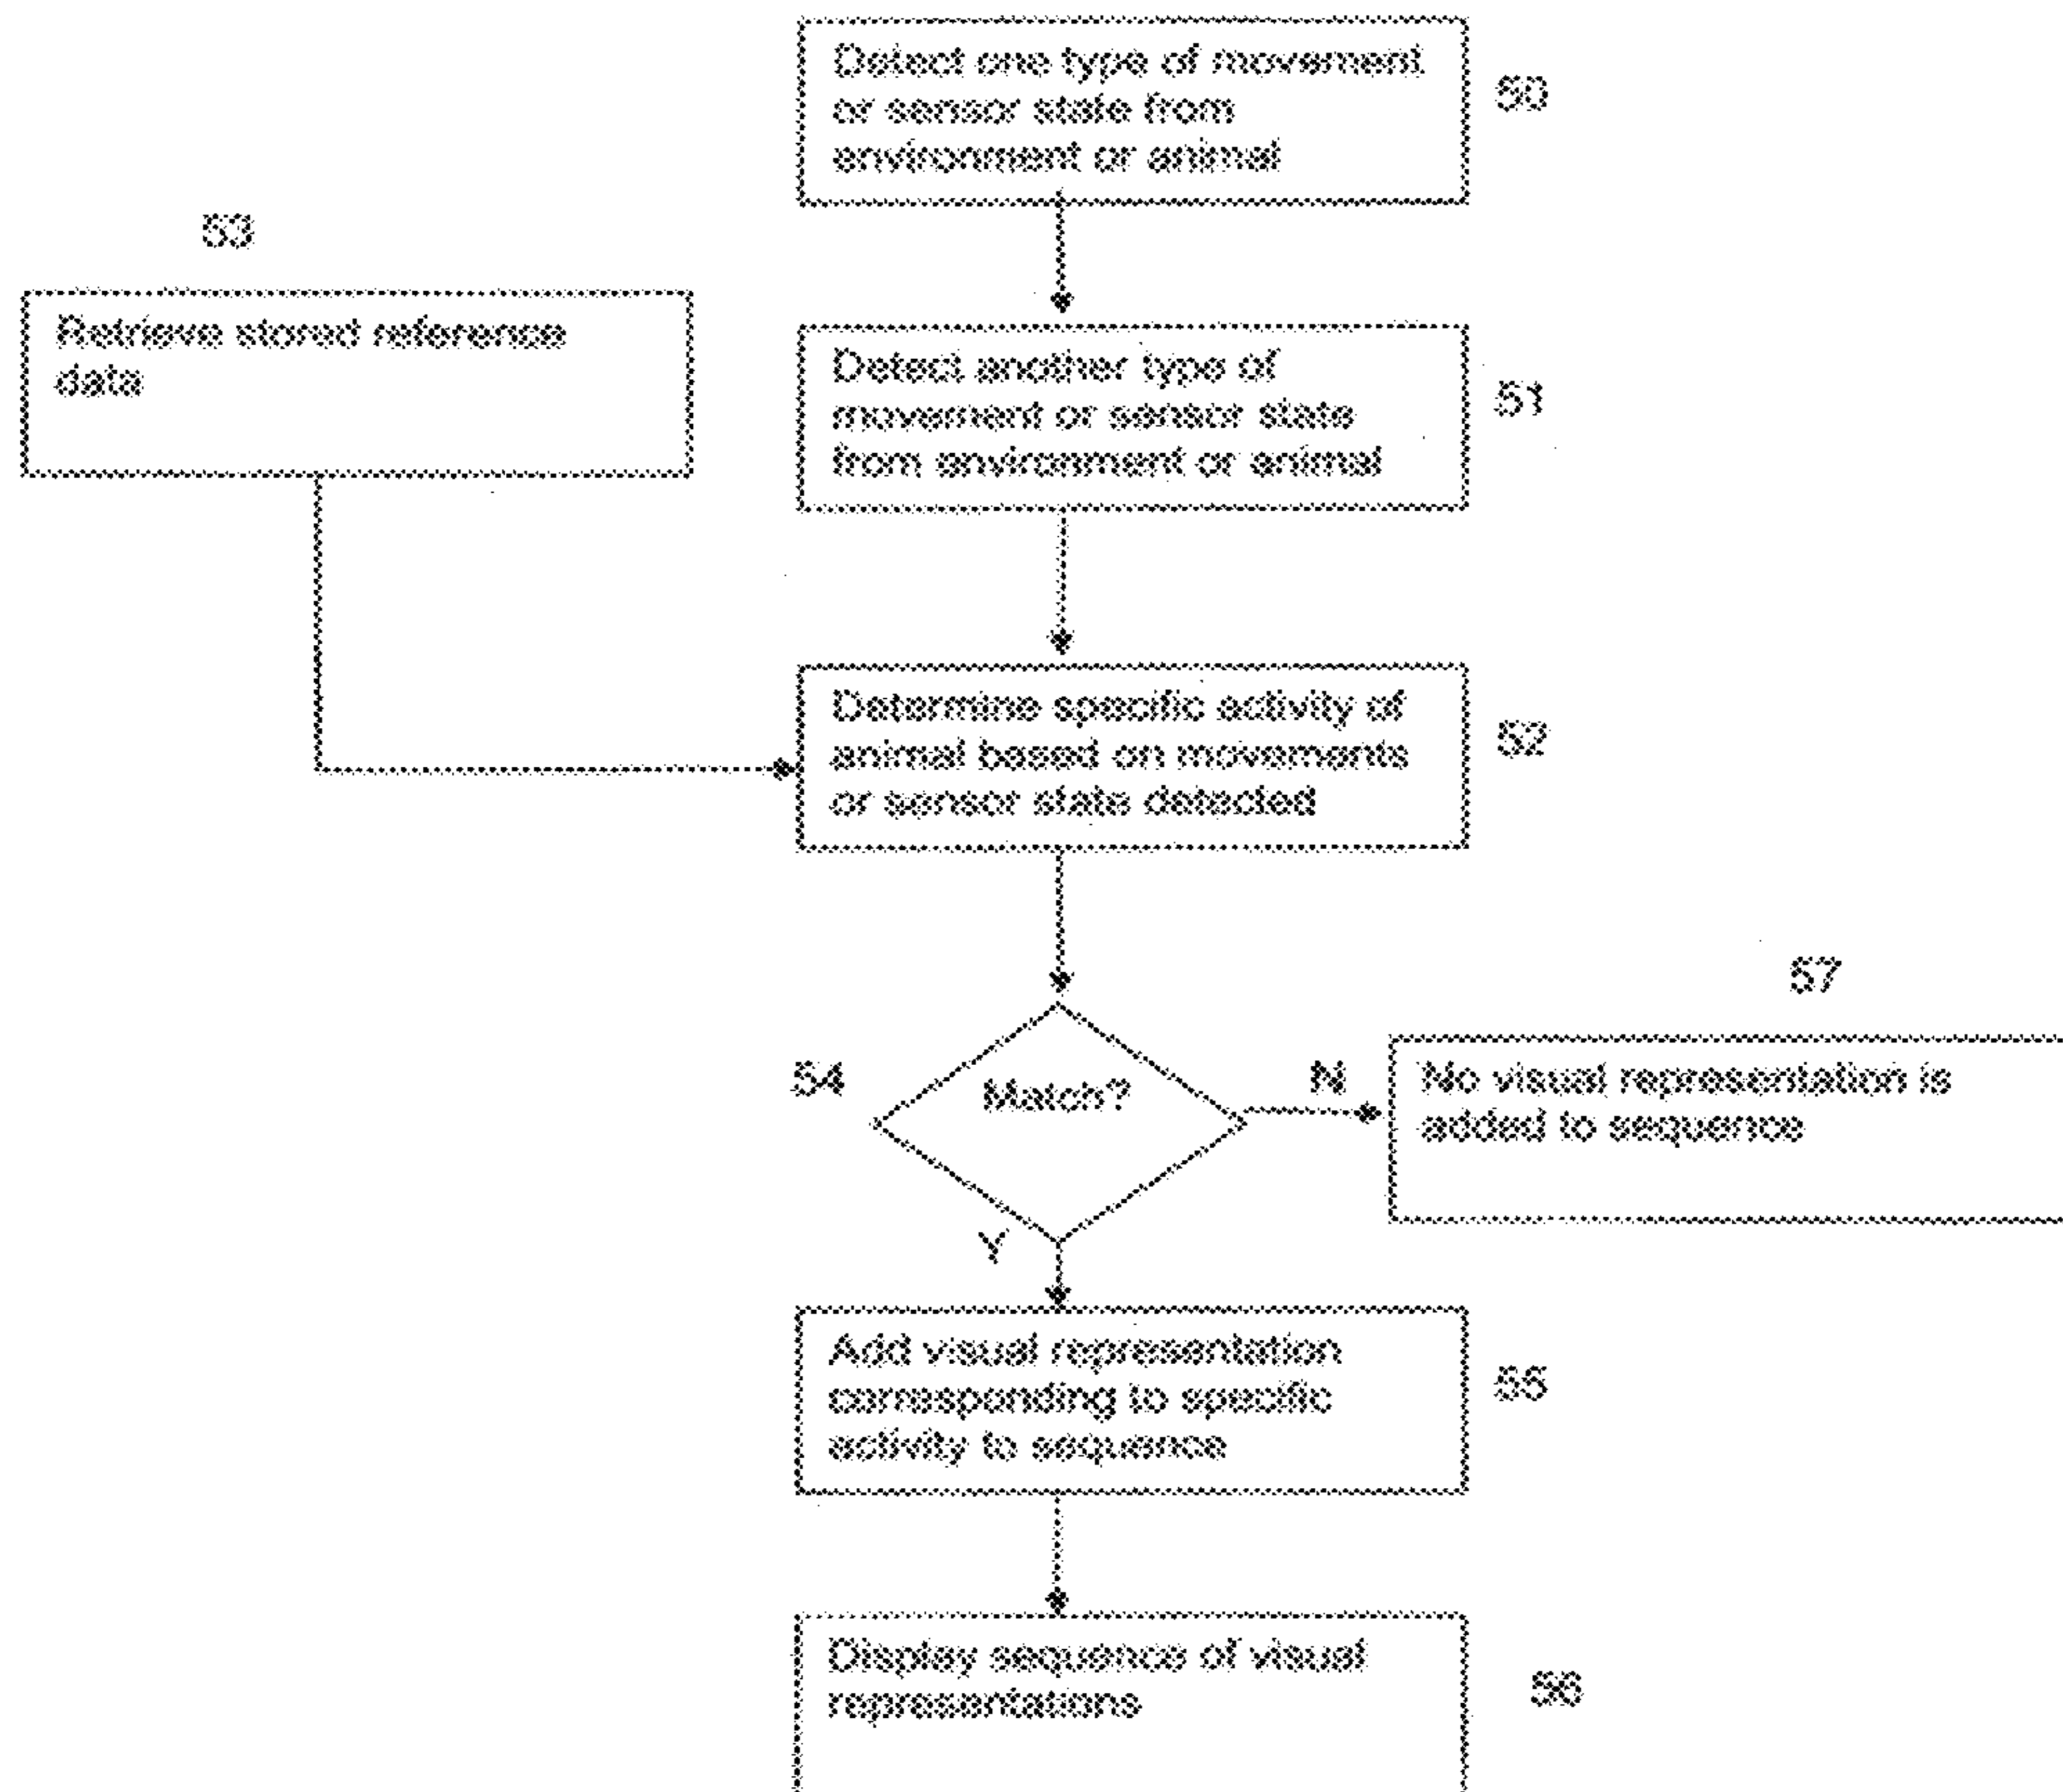 Detect one type of movement
or sensor state from
environment or animal
50
53
Retrieve stored reference
data
Detect another type of
movement or sensor state
from environment or animal
51
Determine specific activity of
animal based on movements
or sensor state detected
52
57
54
Match?
N
No visual representation is
added to sequence
Y
Add visual representation
corresponding to specific
activity to sequence
55
Display sequence of visual
representations
56